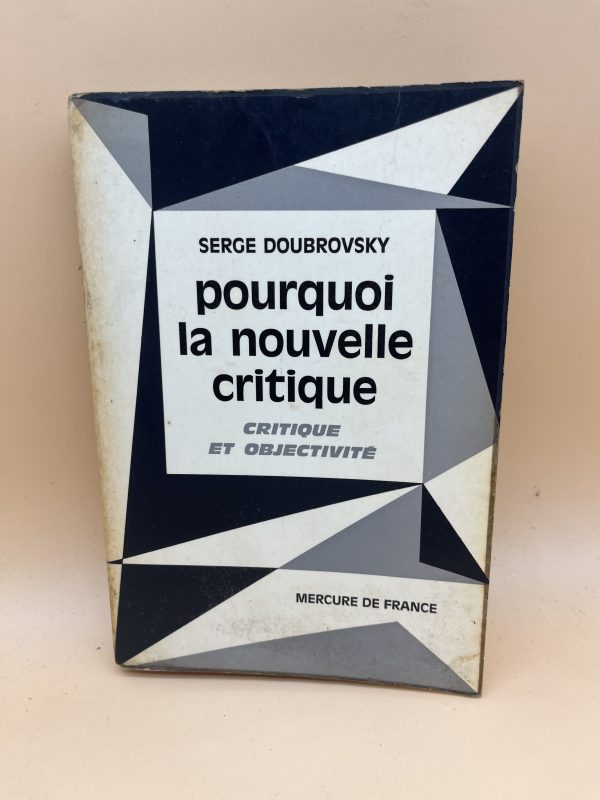 SERGE DOUBROVSKY
pourquoi
la nouvelle
critique
CRITIQUE
ET OBJECTIVITÉ
MERCURE DE FRANCE